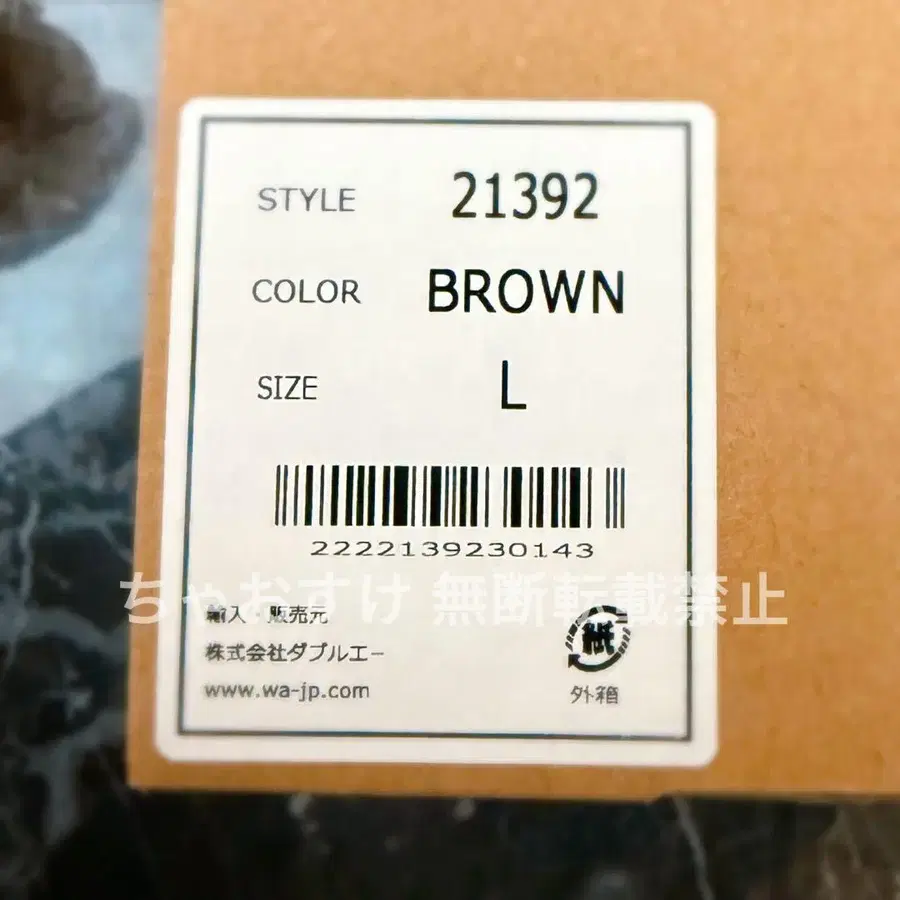 STYLE 21392
COLOR BROWN
SIZE L
2222139230143
ちゃおすけ 無断転載禁止
輸入・販売元
株式会社ダブルエー
www.wa-jp.com
紙
外箱